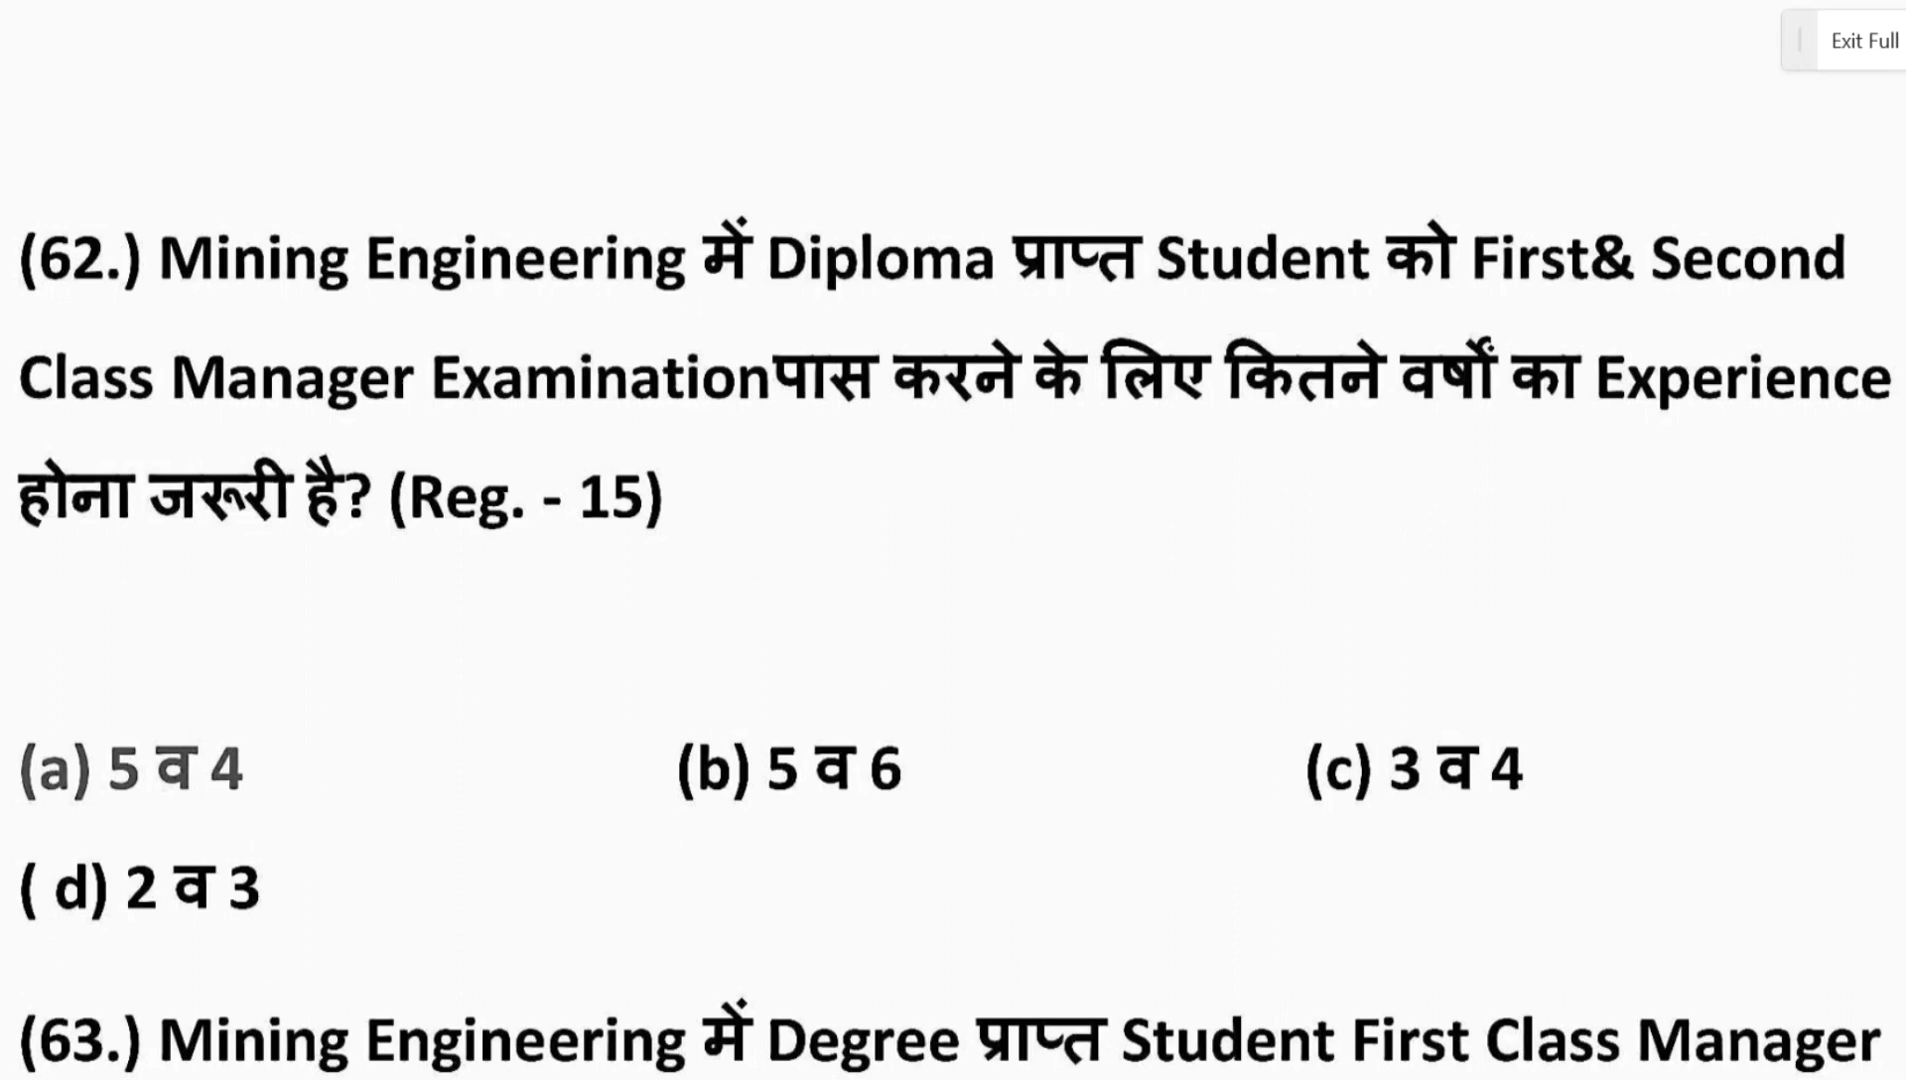 Exit Full
(62.) Mining Engineering में Diploma प्राप्त Student को First& Second
Class Manager Examinationपास करने के लिए कितने वर्षों का Experience
होना जरूरी है? (Reg. - 15)
(a) 5 व 4 (b) 5 व 6 (c) 3 व 4
( d) 2 व 3
(63.) Mining Engineering में Degree प्राप्त Student First Class Manager